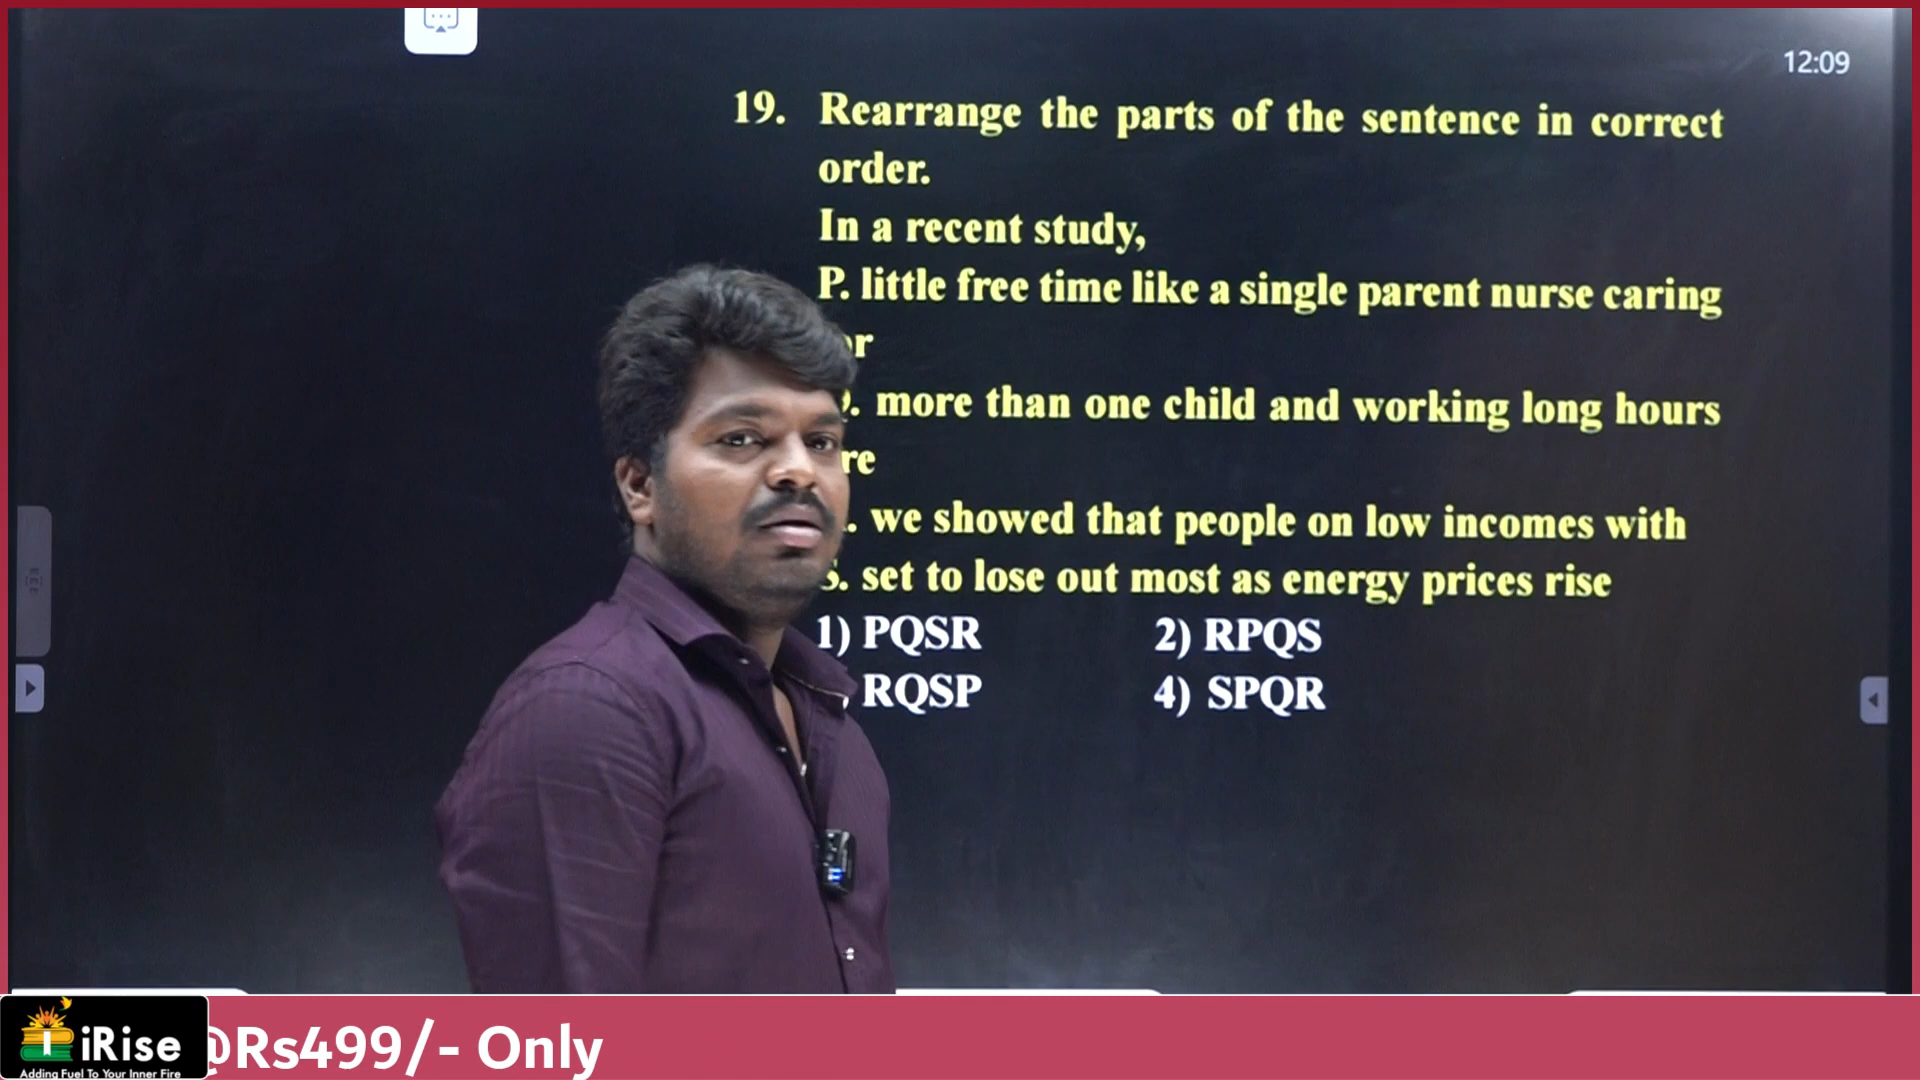 12:09
19. Rearrange the parts of the sentence in correct
order.
In a recent study,
P. little free time like a single parent nurse caring
more than one child and working long hours
we showed that people on low incomes with
S. set to lose out most as energy prices rise
1) PQSR 2) RPQS
RQSP 4) SPQR
iRise @Rs499/- Only
Adding Fuel To Your Inner Fire